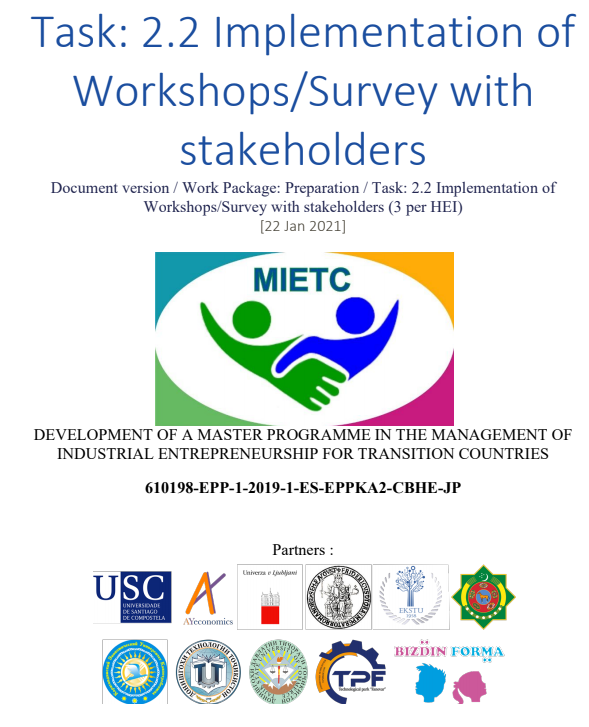 Task: 2.2 Implementation of
Workshops/Survey with
stakeholders
Document version / Work Package: Preparation / Task: 2.2 Implementation of
Workshops/Survey with stakeholders (3 per HEI)
[22 Jan 2021]
MIETC
DEVELOPMENT OF A MASTER PROGRAMME IN THE MANAGEMENT OF
INDUSTRIAL ENTREPRENEURSHIP FOR TRANSITION COUNTRIES
610198-EPP-1-2019-1-ES-EPPKA2-CBHE-JP
Partners :
USC
UNIVERSIDADE
DE SANTIAGO
DE COMPOSTELA
AYeconomics
Univerza v Ljubljani
EKSTU
1958
TPF
Technological park "Innovar"
BIZDIN FORMA